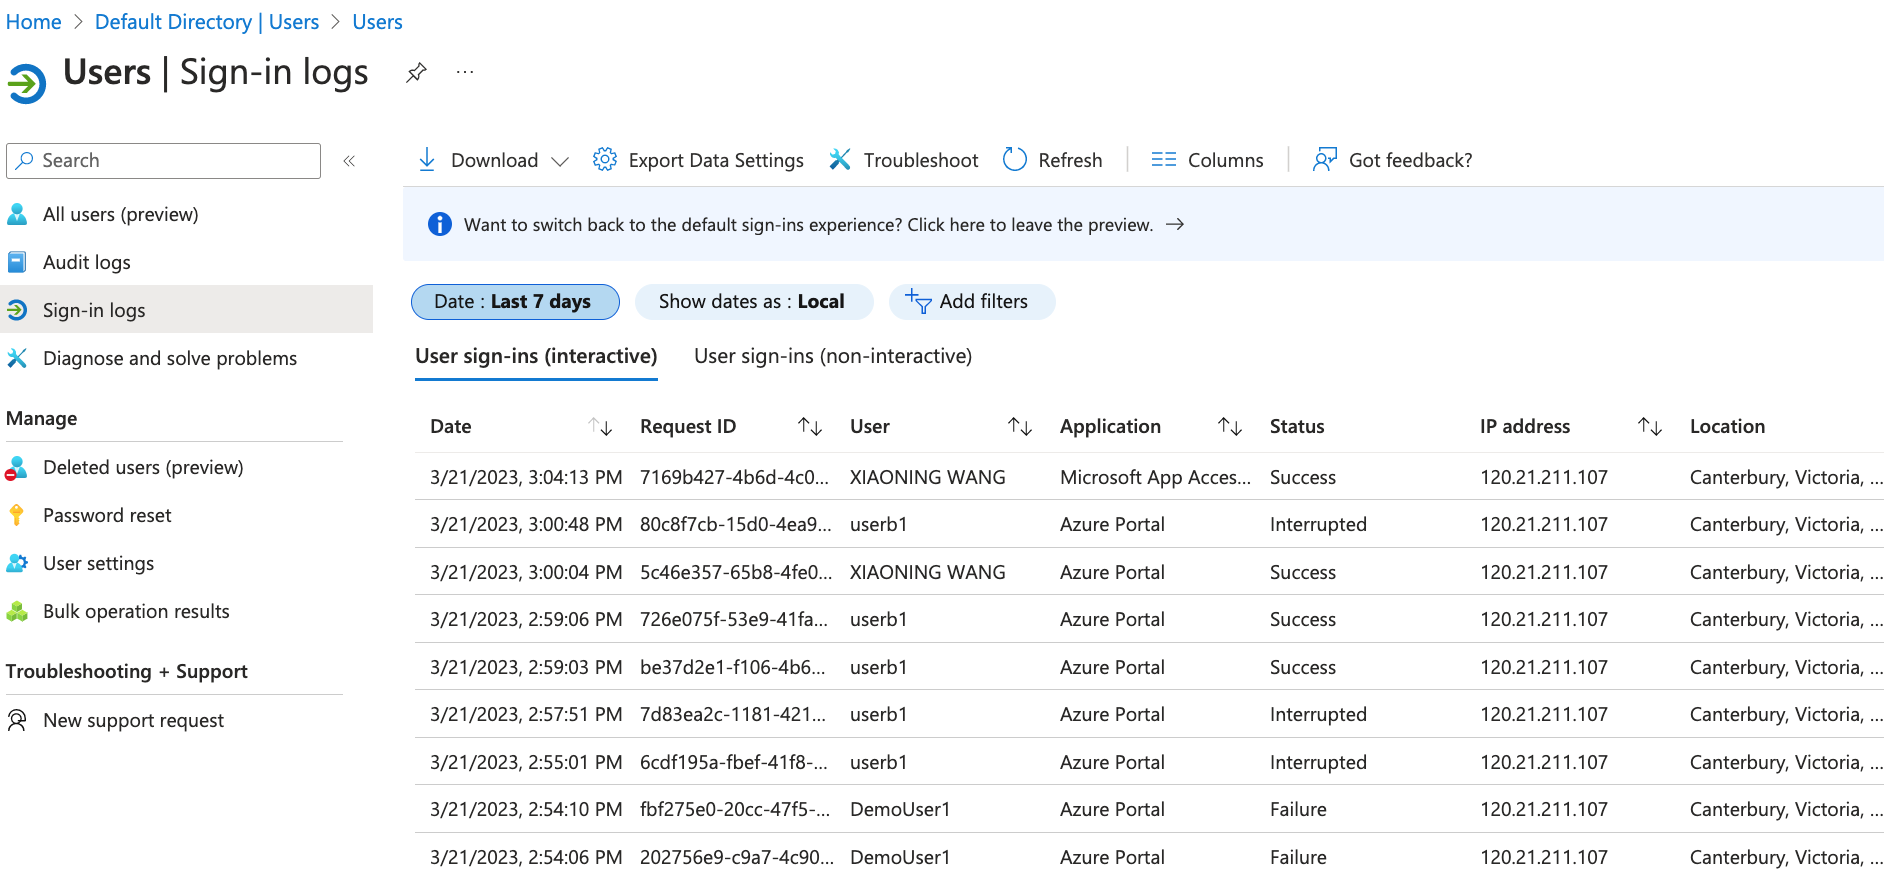 Home > Default Directory | Users > Users
Users | Sign-in logs ...
Search «
All users (preview)
Audit logs
Sign-in logs
Diagnose and solve problems
Manage
Deleted users (preview)
Password reset
User settings
Bulk operation results
Troubleshooting + Support
New support request
Download Export Data Settings Troubleshoot Refresh Columns Got feedback?
Want to switch back to the default sign-ins experience? Click here to leave the preview. →
Date : Last 7 days Show dates as : Local Add filters
User sign-ins (interactive) User sign-ins (non-interactive)
Date ↑↓ Request ID ↑↓ User ↑↓ Application ↑↓ Status IP address ↑↓ Location
3/21/2023, 3:04:13 PM 7169b427-4b6d-4c0... XIAONING WANG Microsoft App Acces... Success 120.21.211.107 Canterbury, Victoria, ...
3/21/2023, 3:00:48 PM 80c8f7cb-15d0-4ea9... userb1 Azure Portal Interrupted 120.21.211.107 Canterbury, Victoria, ...
3/21/2023, 3:00:04 PM 5c46e357-65b8-4fe0... XIAONING WANG Azure Portal Success 120.21.211.107 Canterbury, Victoria, ...
3/21/2023, 2:59:06 PM 726e075f-53e9-41fa... userb1 Azure Portal Success 120.21.211.107 Canterbury, Victoria, ...
3/21/2023, 2:59:03 PM be37d2e1-f106-4b6... userb1 Azure Portal Success 120.21.211.107 Canterbury, Victoria, ...
3/21/2023, 2:57:51 PM 7d83ea2c-1181-421... userb1 Azure Portal Interrupted 120.21.211.107 Canterbury, Victoria, ...
3/21/2023, 2:55:01 PM 6cdf195a-fbef-41f8-... userb1 Azure Portal Interrupted 120.21.211.107 Canterbury, Victoria, ...
3/21/2023, 2:54:10 PM fbf275e0-20cc-47f5-... DemoUser1 Azure Portal Failure 120.21.211.107 Canterbury, Victoria, ...
3/21/2023, 2:54:06 PM 202756e9-c9a7-4c90... DemoUser1 Azure Portal Failure 120.21.211.107 Canterbury, Victoria, ...